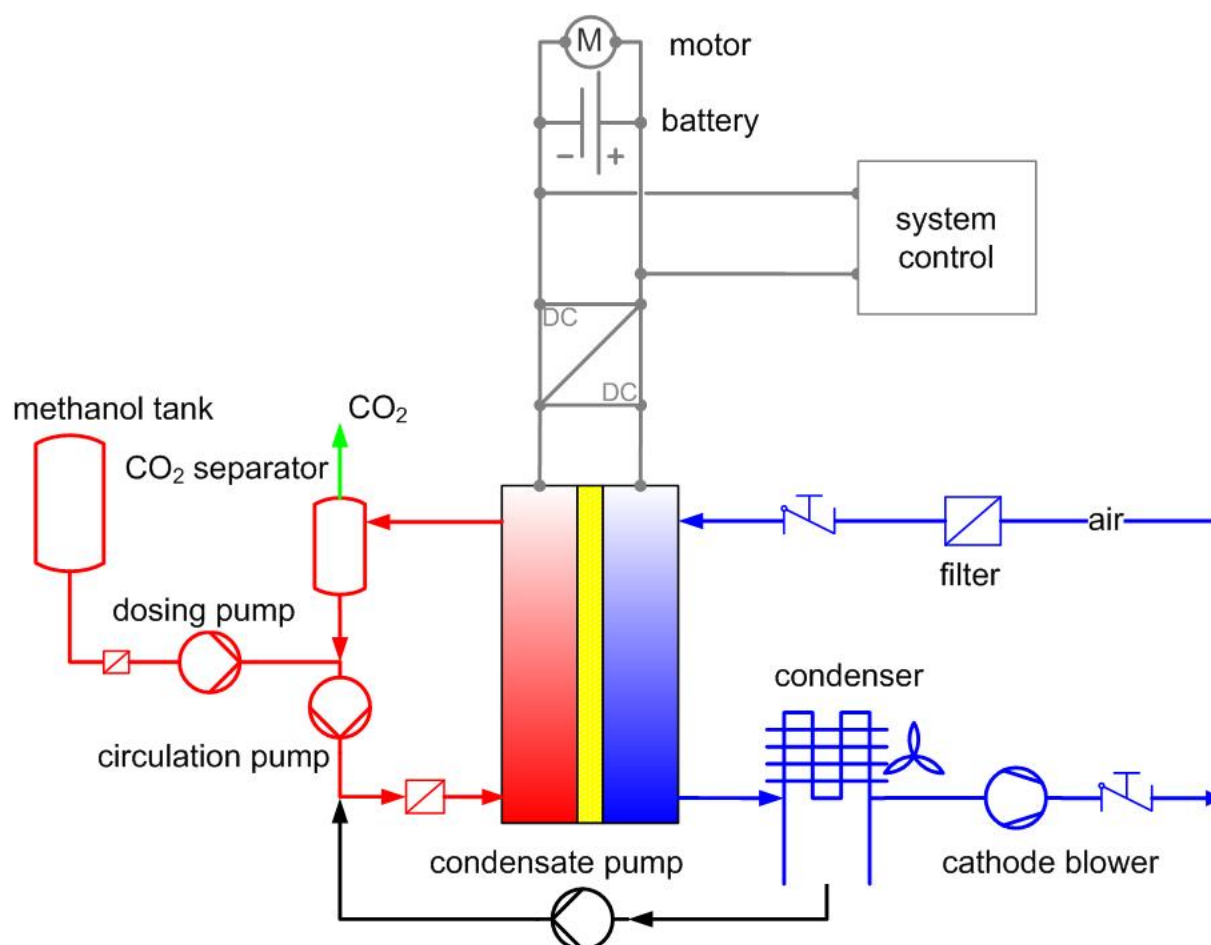 M
motor
battery
− +
system
control
DC
DC
methanol tank
CO₂
CO₂ separator
air
filter
dosing pump
condenser
circulation pump
condensate pump
cathode blower